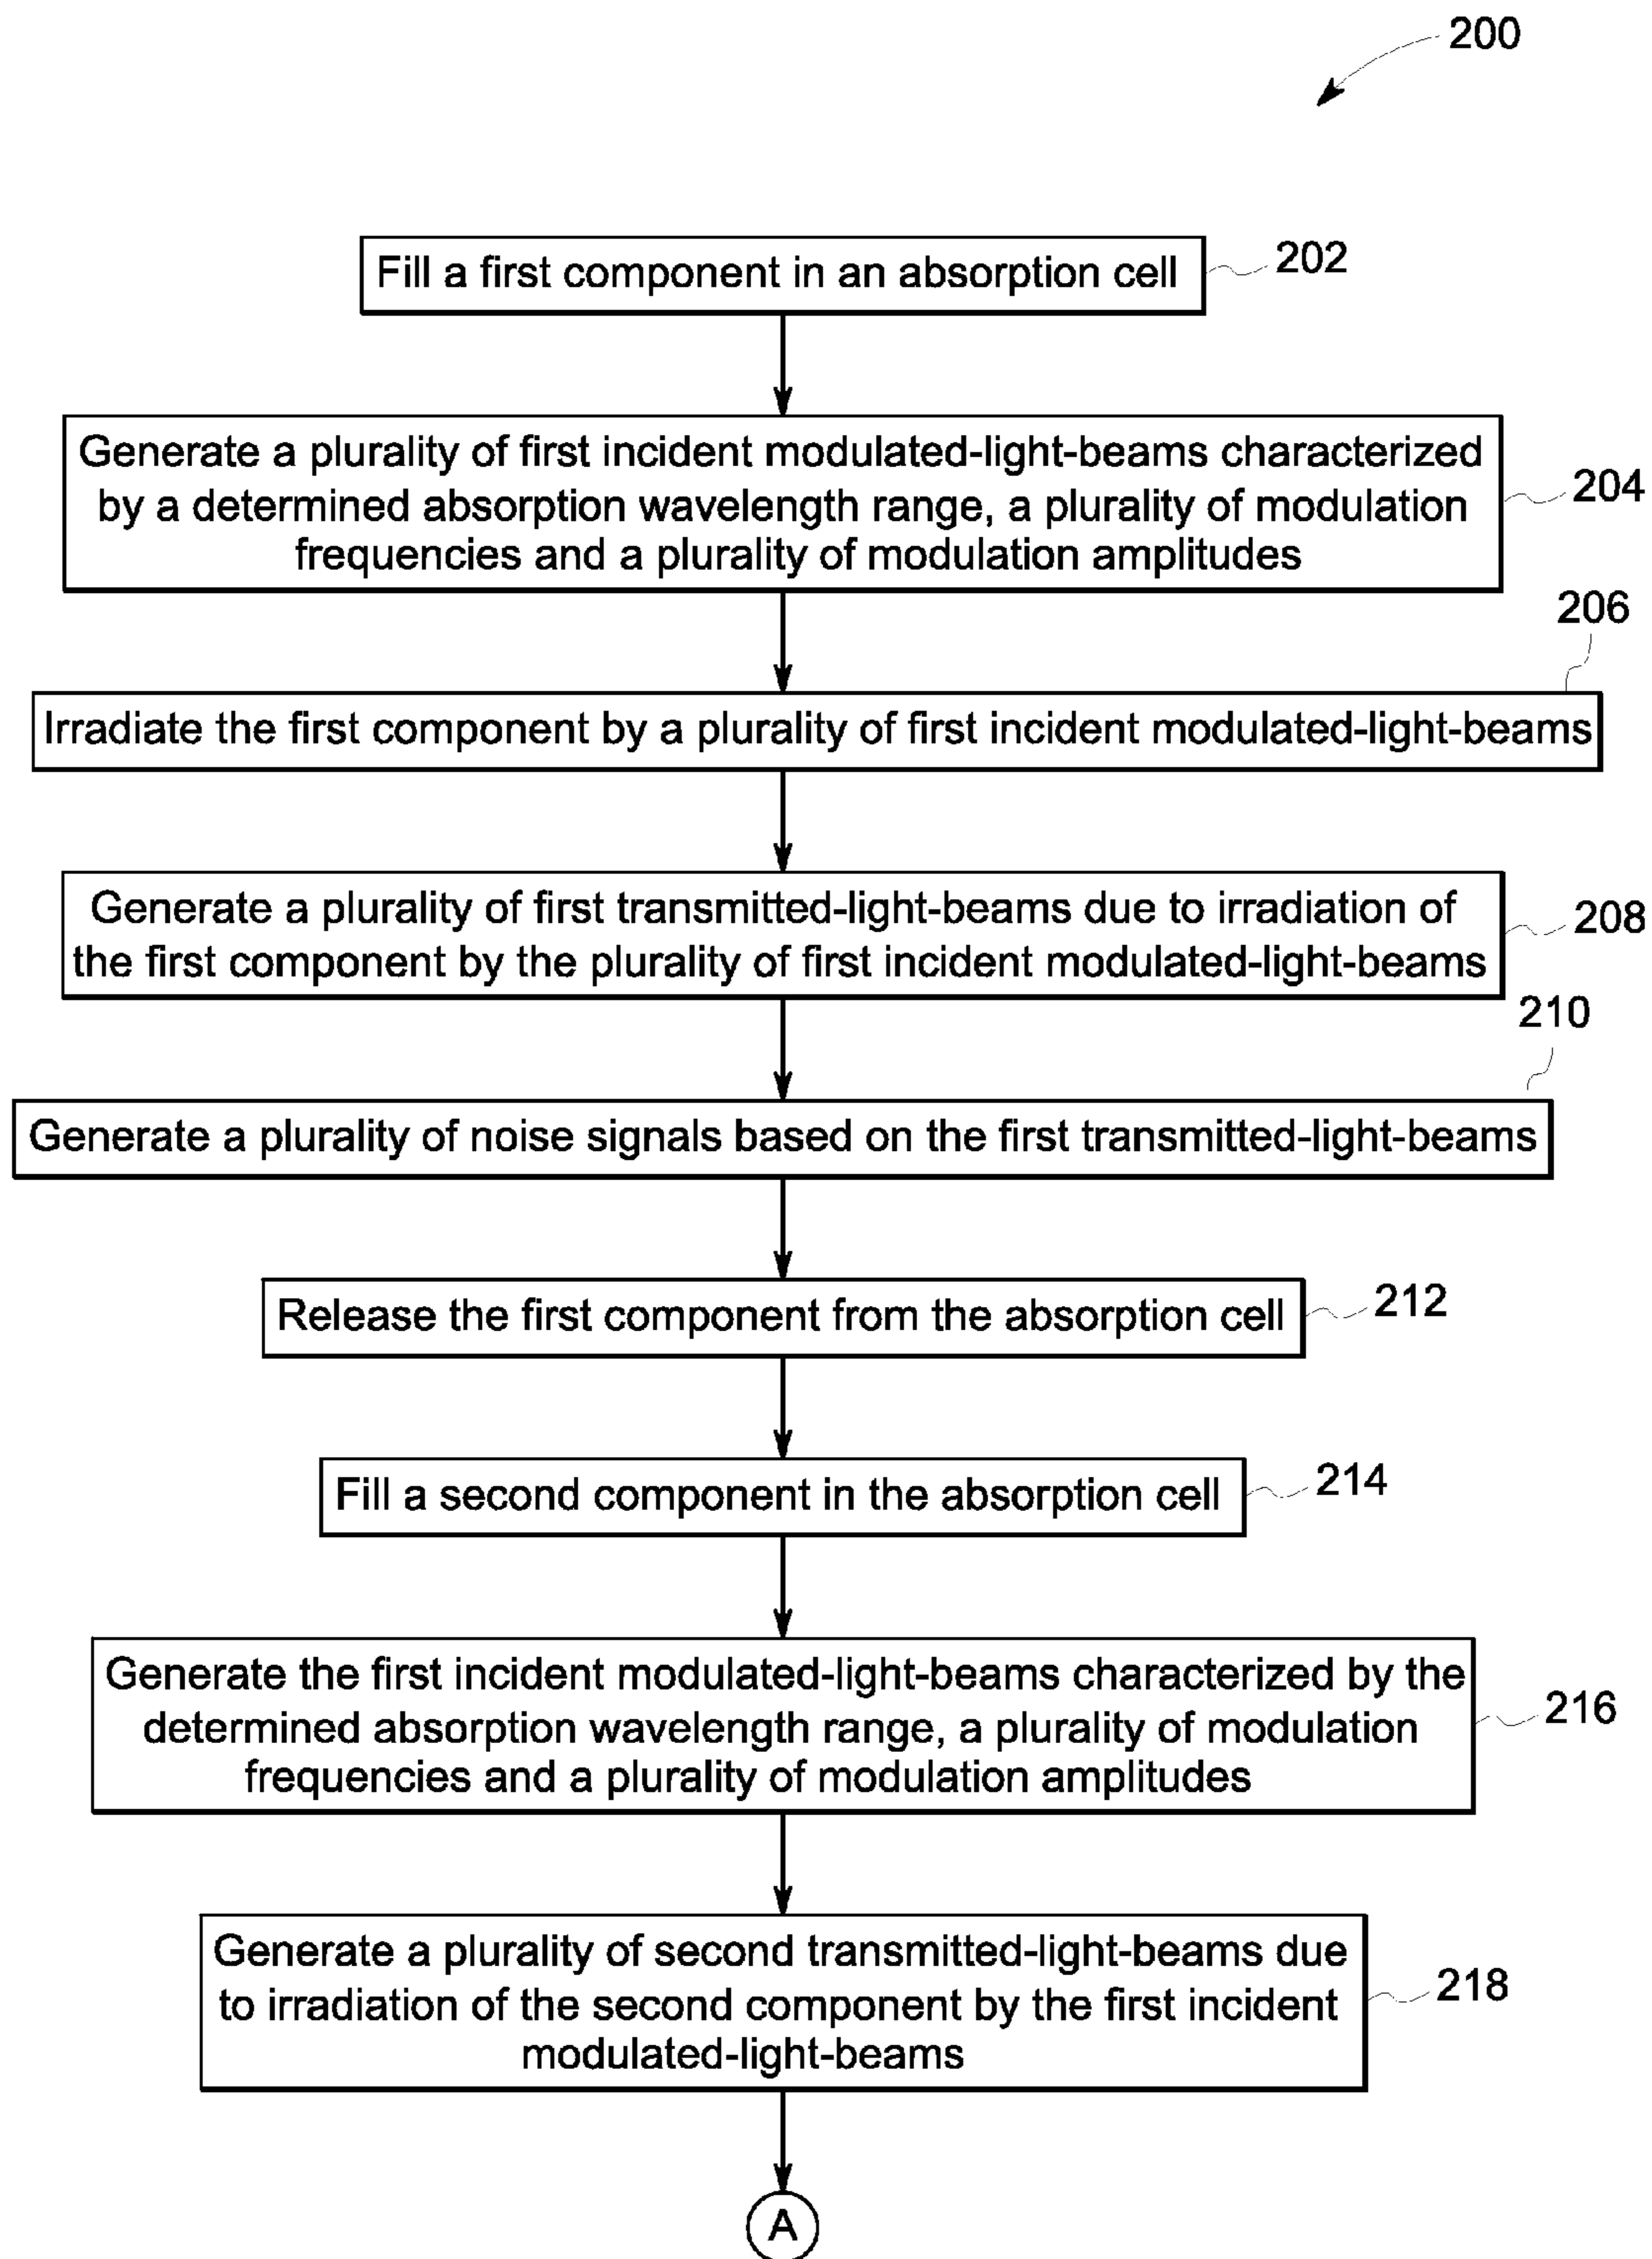 200
Fill a first component in an absorption cell
202
Generate a plurality of first incident modulated-light-beams characterized
by a determined absorption wavelength range, a plurality of modulation
frequencies and a plurality of modulation amplitudes
204
206
Irradiate the first component by a plurality of first incident modulated-light-beams
Generate a plurality of first transmitted-light-beams due to irradiation of
the first component by the plurality of first incident modulated-light-beams
208
210
Generate a plurality of noise signals based on the first transmitted-light-beams
Release the first component from the absorption cell
212
Fill a second component in the absorption cell
214
Generate the first incident modulated-light-beams characterized by the
determined absorption wavelength range, a plurality of modulation
frequencies and a plurality of modulation amplitudes
216
Generate a plurality of second transmitted-light-beams due
to irradiation of the second component by the first incident
modulated-light-beams
218
A